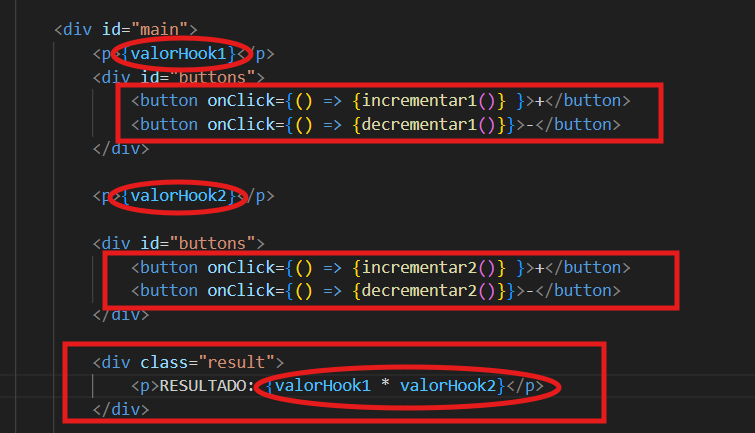 <div id="main">
<p>{valorHook1}</p>
<div id="buttons">
<button onClick={() => {incrementar1()} }>+</button>
<button onClick={() => {decrementar1()}}>-</button>
</div>
<p>{valorHook2}</p>
<div id="buttons">
<button onClick={() => {incrementar2()} }>+</button>
<button onClick={() => {decrementar2()}}>-</button>
</div>
<div class="result">
<p>RESULTADO: {valorHook1 * valorHook2}</p>
</div>